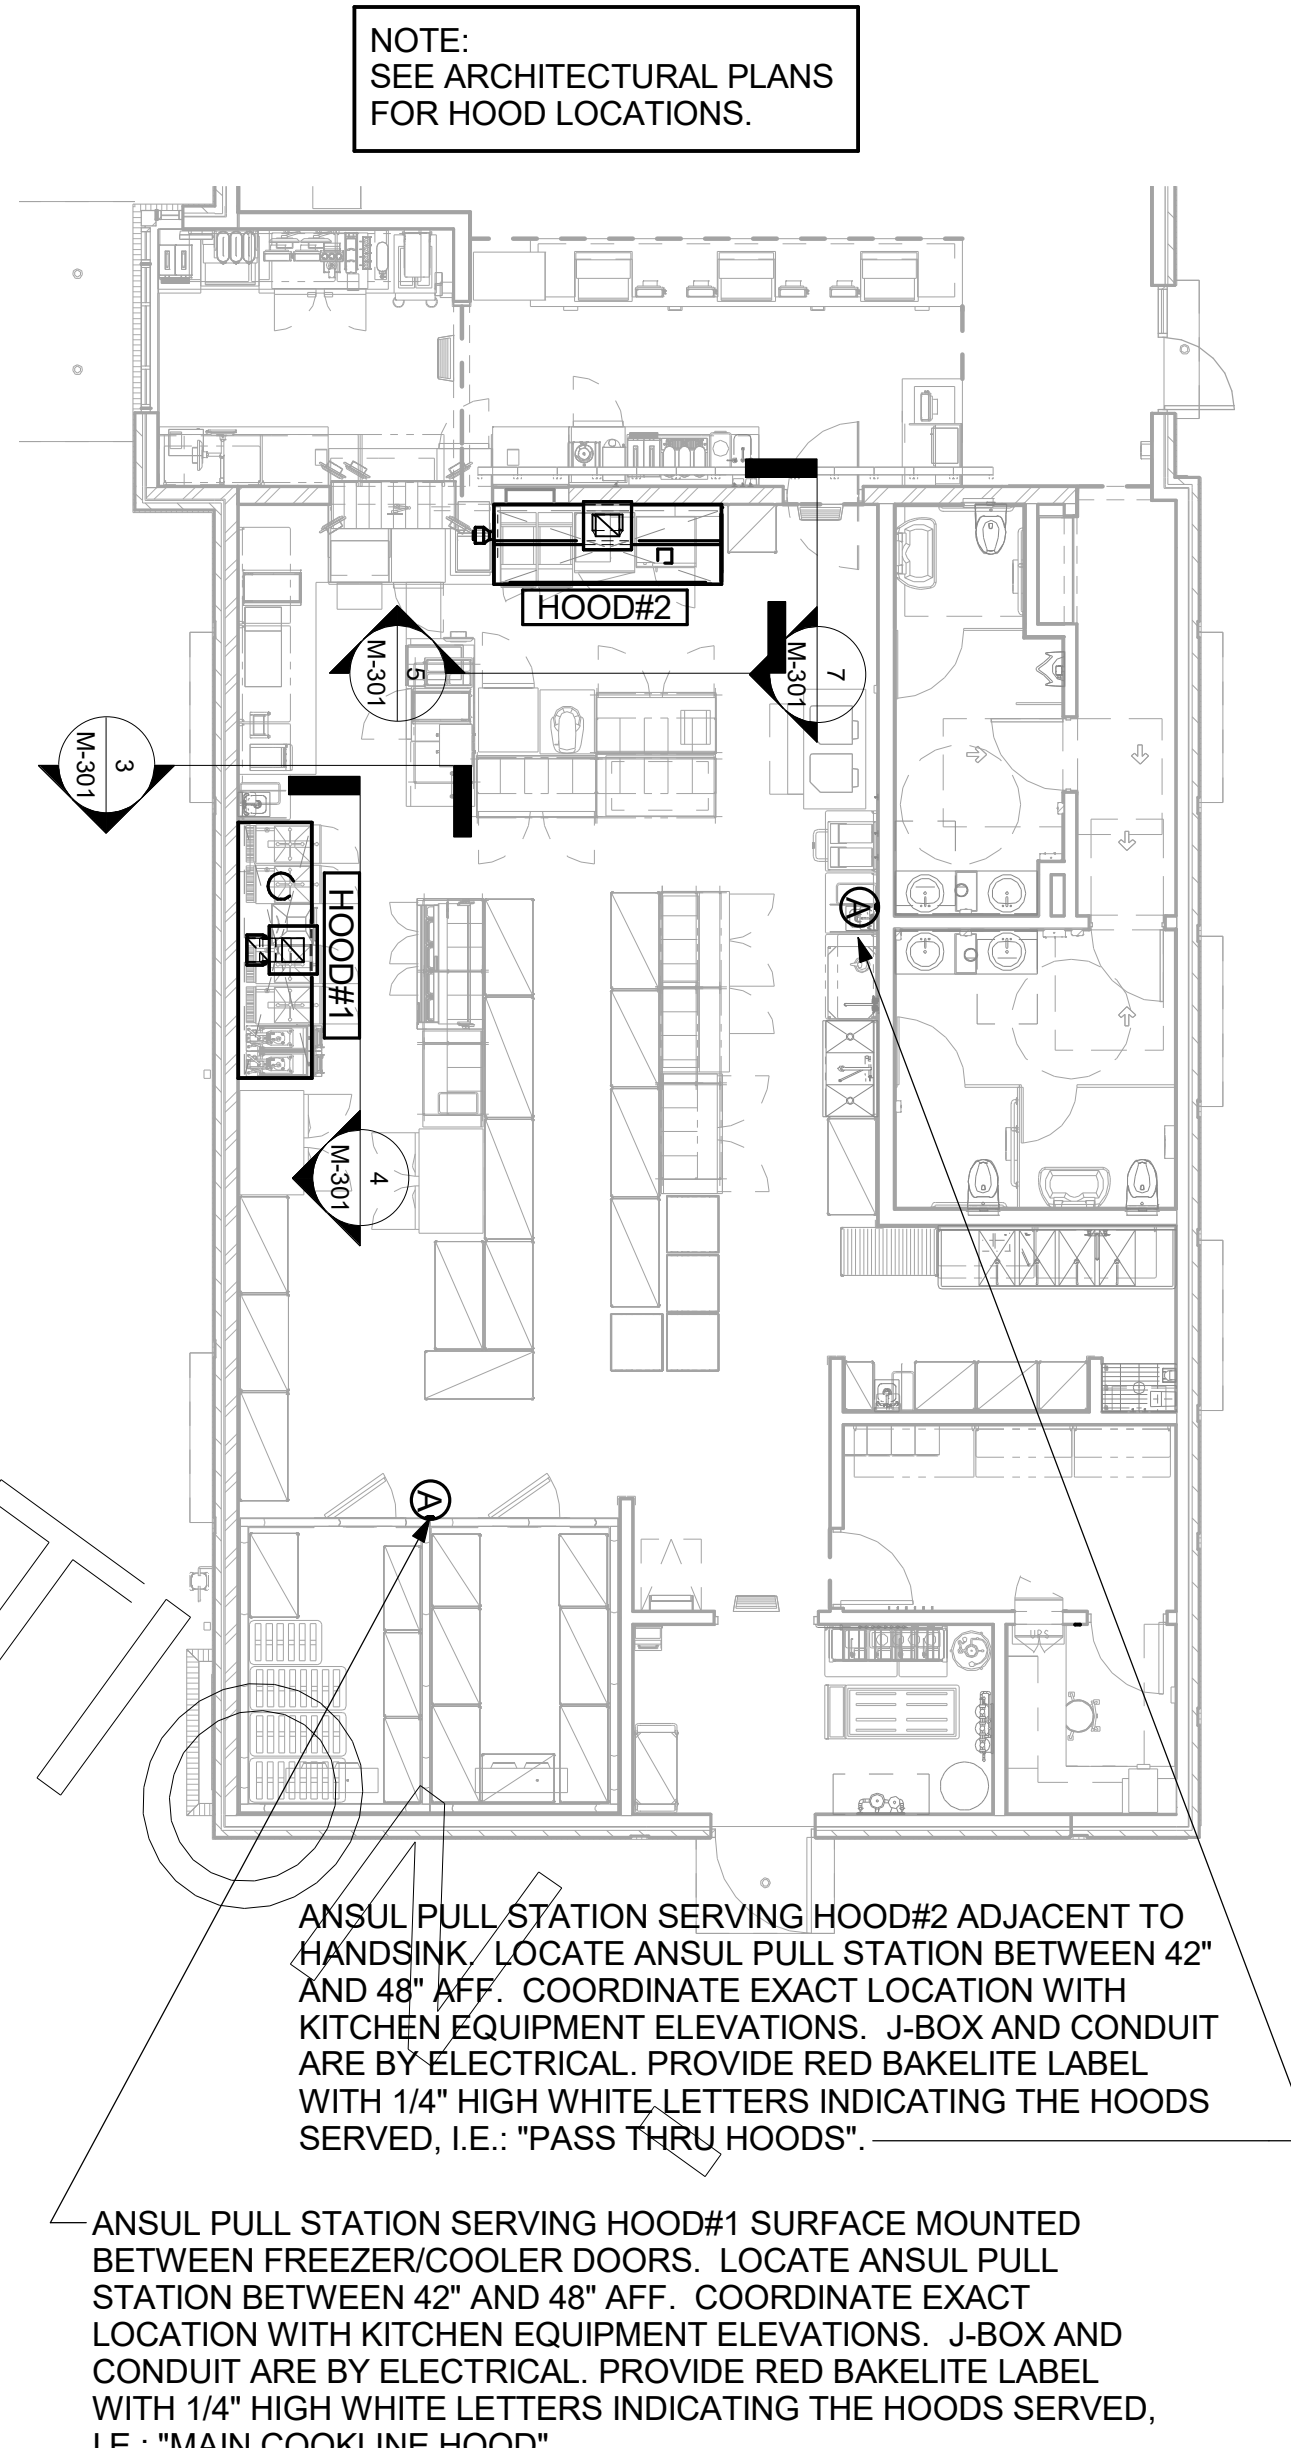 NOTE:
SEE ARCHITECTURAL PLANS
FOR HOOD LOCATIONS.
HOOD#2
5
M-301
7
M-301
3
M-301
C
HOOD#1
A
4
M-301
A
UPS
ANSUL PULL STATION SERVING HOOD#2 ADJACENT TO
HANDSINK. LOCATE ANSUL PULL STATION BETWEEN 42"
AND 48" AFF. COORDINATE EXACT LOCATION WITH
KITCHEN EQUIPMENT ELEVATIONS. J-BOX AND CONDUIT
ARE BY ELECTRICAL. PROVIDE RED BAKELITE LABEL
WITH 1/4" HIGH WHITE LETTERS INDICATING THE HOODS
SERVED, I.E.: "PASS THRU HOODS".
ANSUL PULL STATION SERVING HOOD#1 SURFACE MOUNTED
BETWEEN FREEZER/COOLER DOORS. LOCATE ANSUL PULL
STATION BETWEEN 42" AND 48" AFF. COORDINATE EXACT
LOCATION WITH KITCHEN EQUIPMENT ELEVATIONS. J-BOX AND
CONDUIT ARE BY ELECTRICAL. PROVIDE RED BAKELITE LABEL
WITH 1/4" HIGH WHITE LETTERS INDICATING THE HOODS SERVED,
I.E.: "MAIN COOKLINE HOOD"